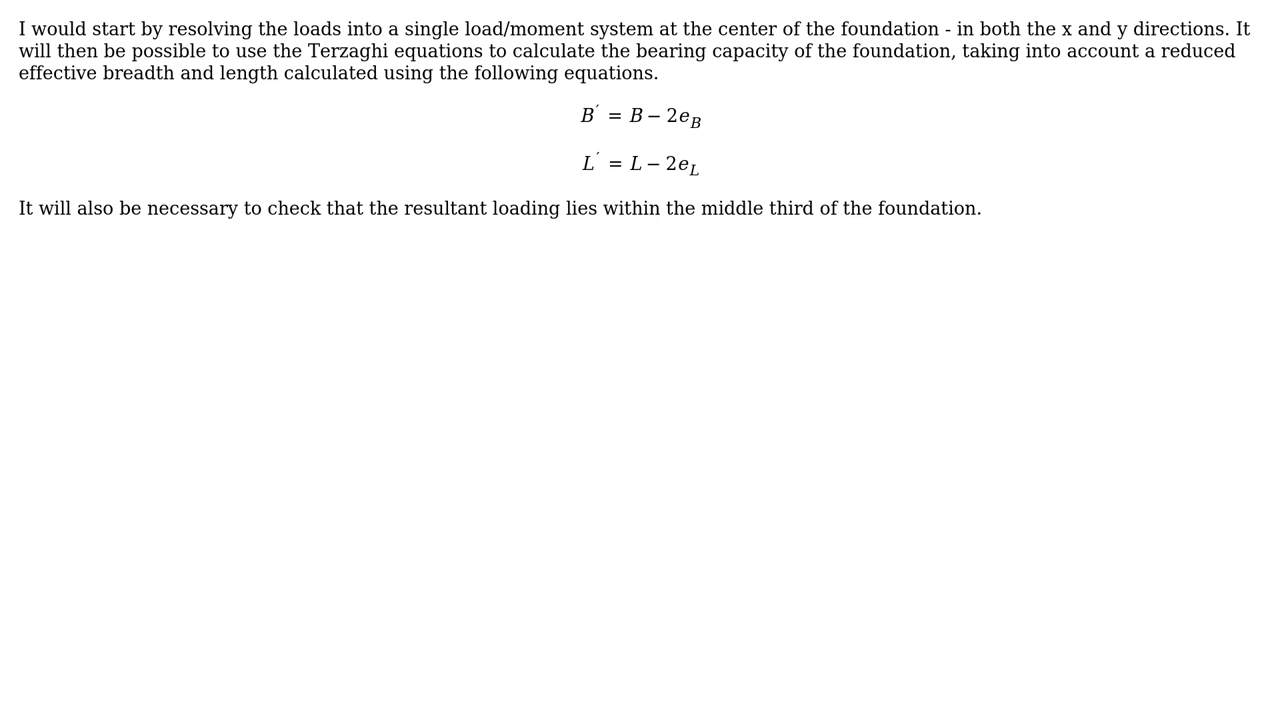 I would start by resolving the loads into a single load/moment system at the center of the foundation - in both the x and y directions. It
will then be possible to use the Terzaghi equations to calculate the bearing capacity of the foundation, taking into account a reduced
effective breadth and length calculated using the following equations.
B′ = B − 2e_B
L′ = L − 2e_L
It will also be necessary to check that the resultant loading lies within the middle third of the foundation.